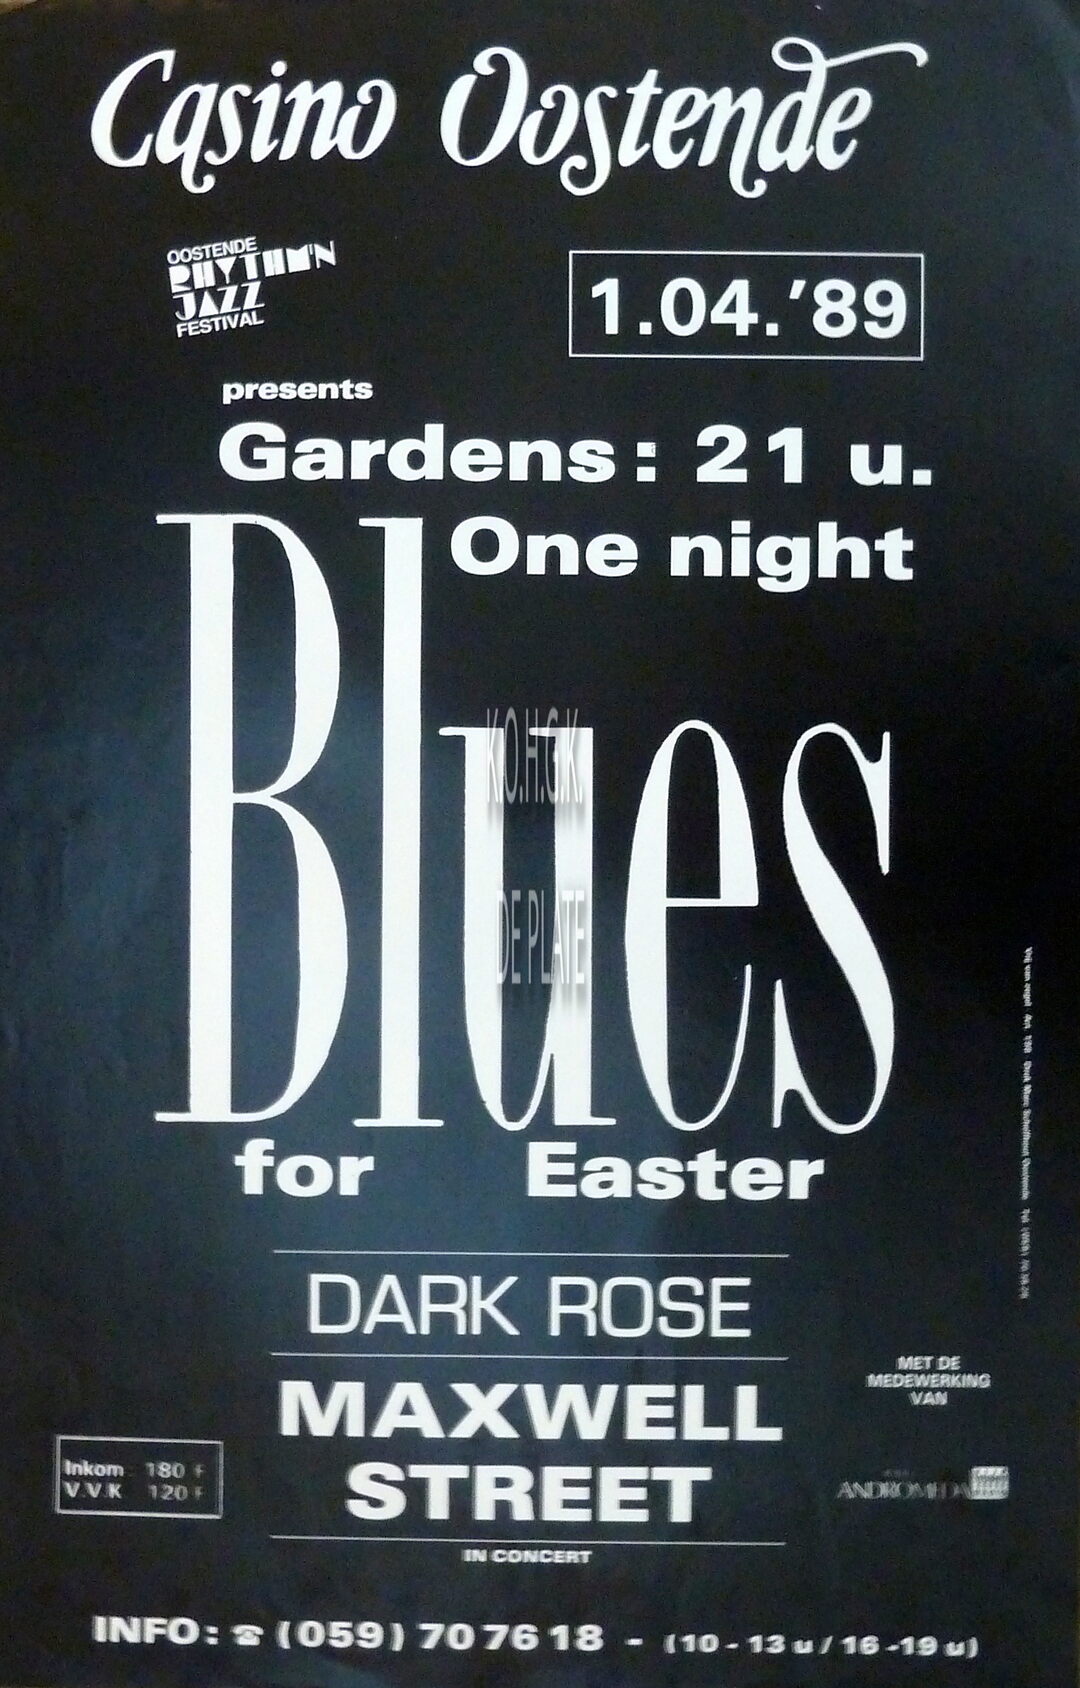 Casino Oostende
OOSTENDE
RHYTHM'N
JAZZ
FESTIVAL
1.04.'89
presents
Gardens: 21 u.
One night
Blues
K.O.H.G.K.
DE PLATE
for Easter
DARK ROSE
MAXWELL
STREET
IN CONCERT
MET DE
MEDEWERKING
VAN
ANDROMEDA
Inkom 180 F
V.V.K 120 F
INFO: ☎ (059) 70 76 18 - (10 - 13 u / 16 - 19 u)